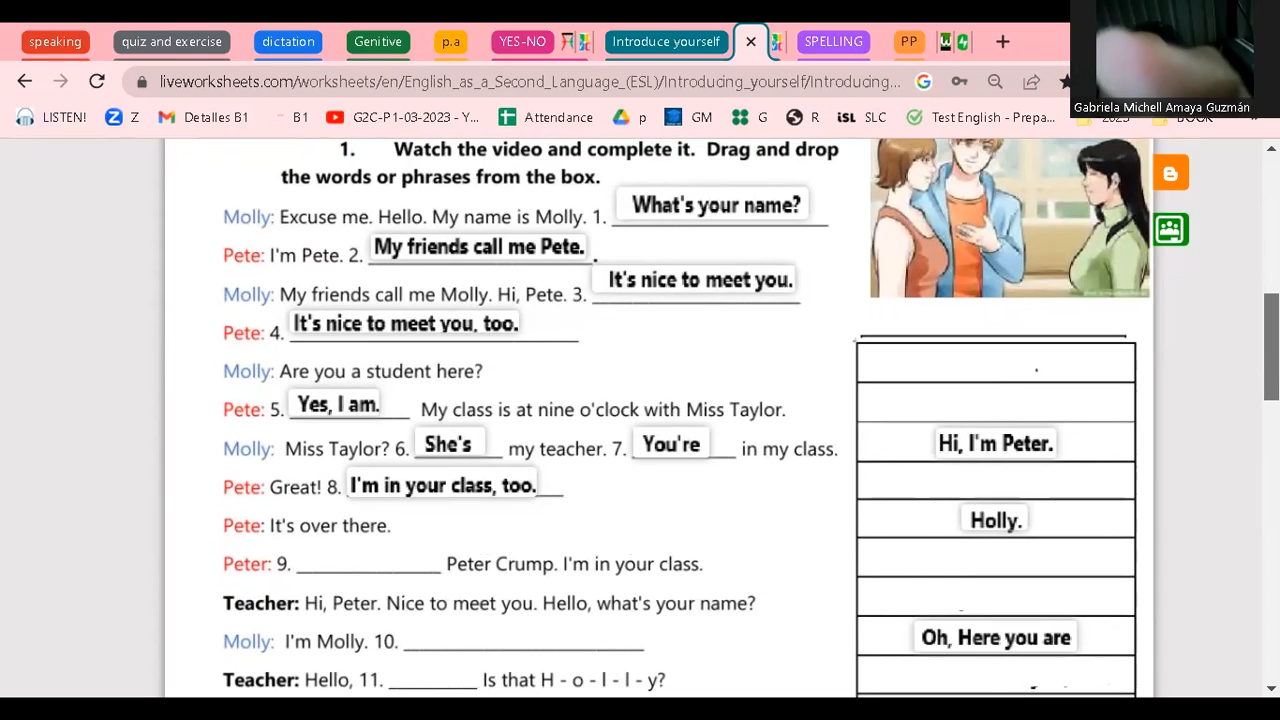 speaking quiz and exercise dictation Genitive p.a YES-NO Introduce yourself SPELLING PP
liveworksheets.com/worksheets/en/English_as_a_Second_Language_(ESL)/Introducing_yourself/Introducing...
Gabriela Michell Amaya Guzmán
LISTEN! Z Detalles B1 B1 G2C-P1-03-2023 - Y... Attendance p GM G R SLC Test English - Prepa... BOOK
1. Watch the video and complete it. Drag and drop
the words or phrases from the box.
Molly: Excuse me. Hello. My name is Molly. 1. What's your name?
Pete: I'm Pete. 2. My friends call me Pete. .
Molly: My friends call me Molly. Hi, Pete. 3. It's nice to meet you.
Pete: 4. It's nice to meet you, too.
Molly: Are you a student here?
Pete: 5. Yes, I am. My class is at nine o'clock with Miss Taylor.
Molly: Miss Taylor? 6. She's my teacher. 7. You're in my class.
Pete: Great! 8. I'm in your class, too.
Pete: It's over there.
Peter: 9. ________________ Peter Crump. I'm in your class.
Teacher: Hi, Peter. Nice to meet you. Hello, what's your name?
Molly: I'm Molly. 10. ___________________________
Teacher: Hello, 11. __________ Is that H - o - l - l - y?
Hi, I'm Peter.
Holly.
Oh, Here you are